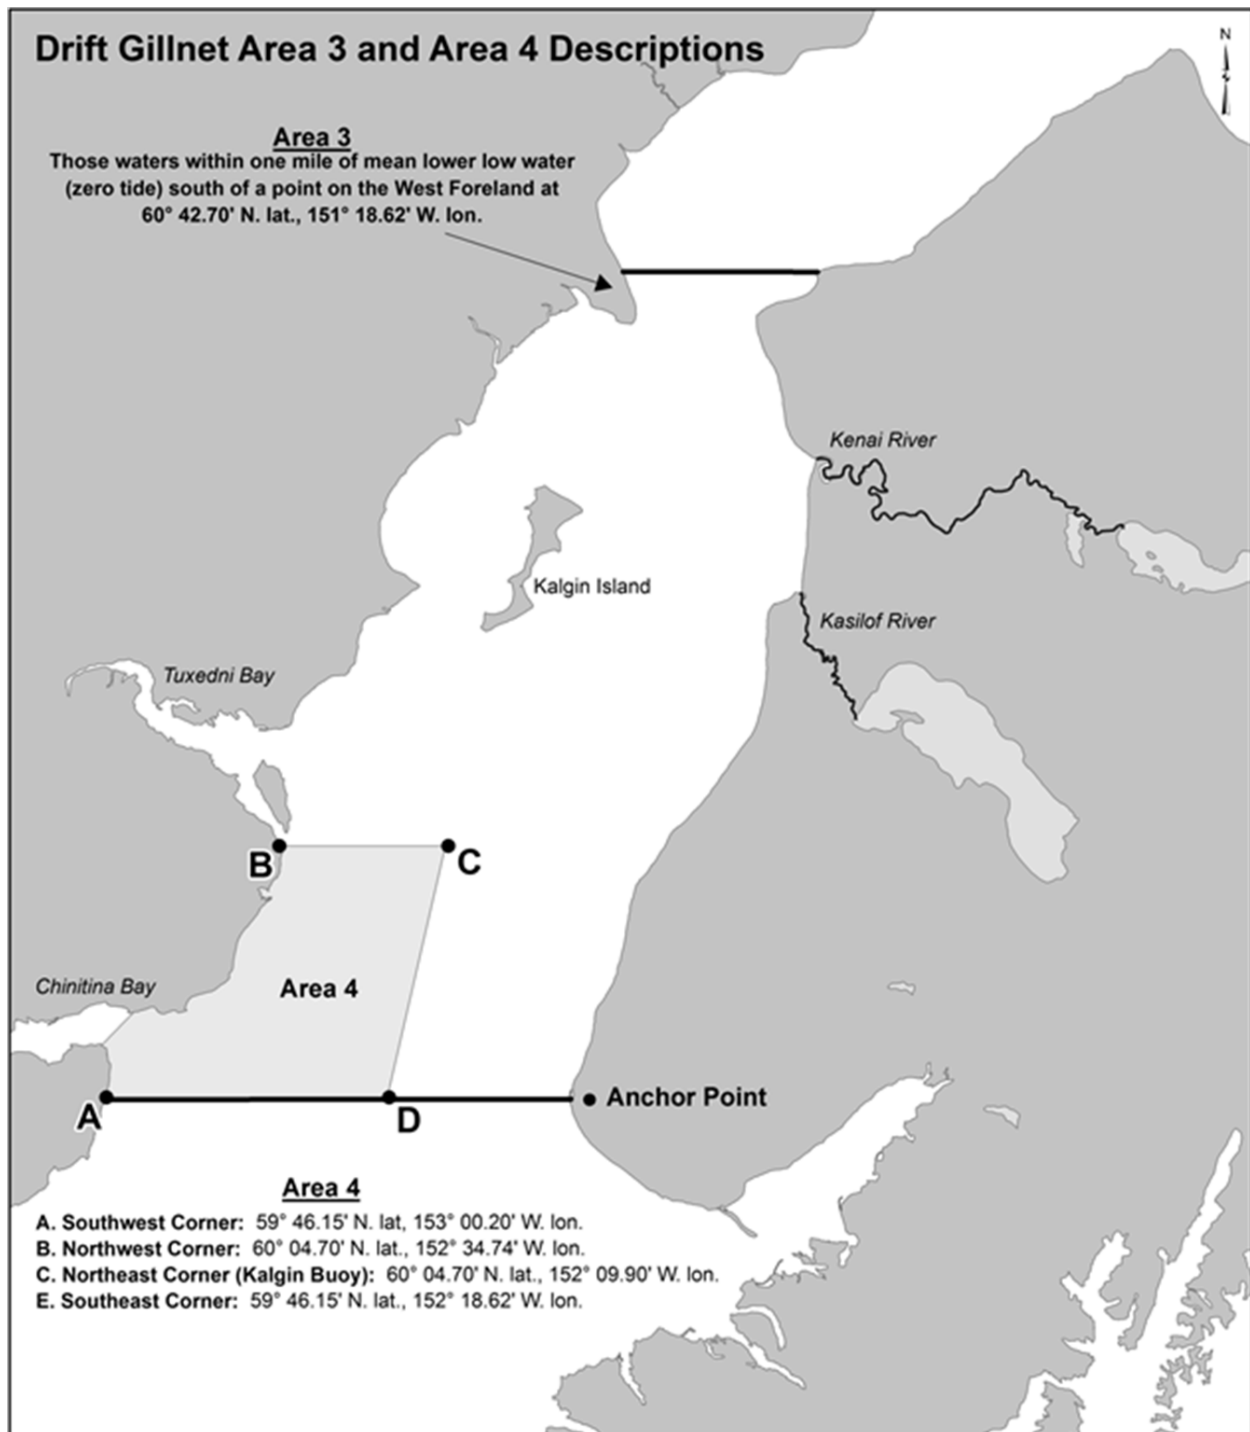 Drift Gillnet Area 3 and Area 4 Descriptions
N
Area 3
Those waters within one mile of mean lower low water
(zero tide) south of a point on the West Foreland at
60° 42.70' N. lat., 151° 18.62' W. lon.
Kenai River
Kalgin Island
Kasilof River
Tuxedni Bay
B
C
Chinitina Bay
Area 4
A
D
Anchor Point
Area 4
A. Southwest Corner: 59° 46.15' N. lat, 153° 00.20' W. lon.
B. Northwest Corner: 60° 04.70' N. lat., 152° 34.74' W. lon.
C. Northeast Corner (Kalgin Buoy): 60° 04.70' N. lat., 152° 09.90' W. lon.
E. Southeast Corner: 59° 46.15' N. lat., 152° 18.62' W. lon.